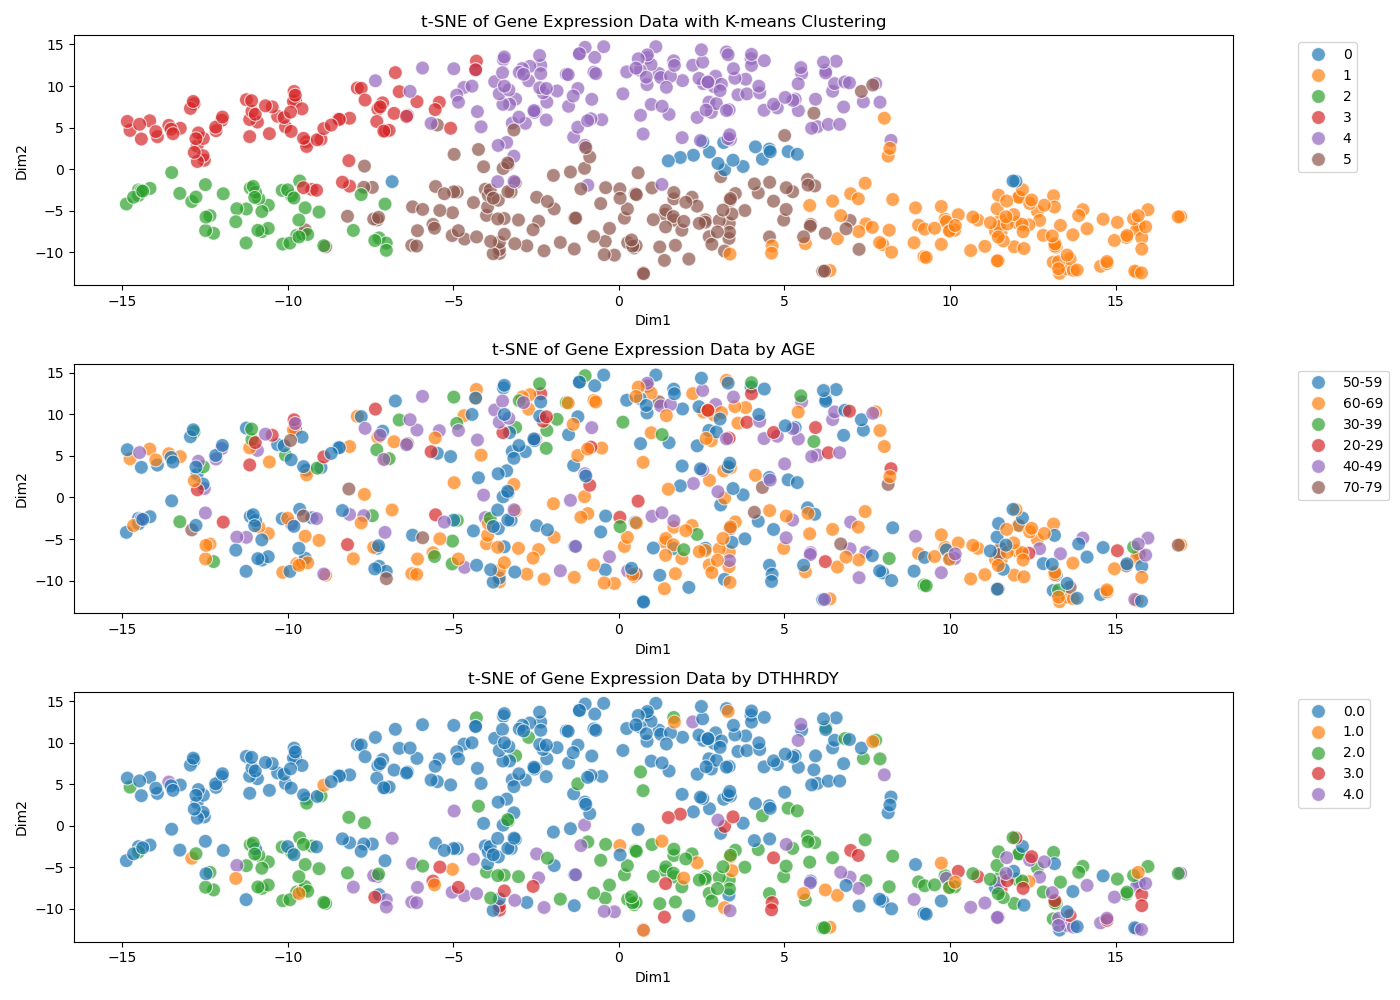 t-SNE of Gene Expression Data with K-means Clustering
15
10
5
0
−5
−10
Dim2
−15 −10 −5 0 5 10 15
Dim1
0
1
2
3
4
5
t-SNE of Gene Expression Data by AGE
15
10
5
0
−5
−10
Dim2
−15 −10 −5 0 5 10 15
Dim1
50-59
60-69
30-39
20-29
40-49
70-79
t-SNE of Gene Expression Data by DTHHRDY
15
10
5
0
−5
−10
Dim2
−15 −10 −5 0 5 10 15
Dim1
0.0
1.0
2.0
3.0
4.0